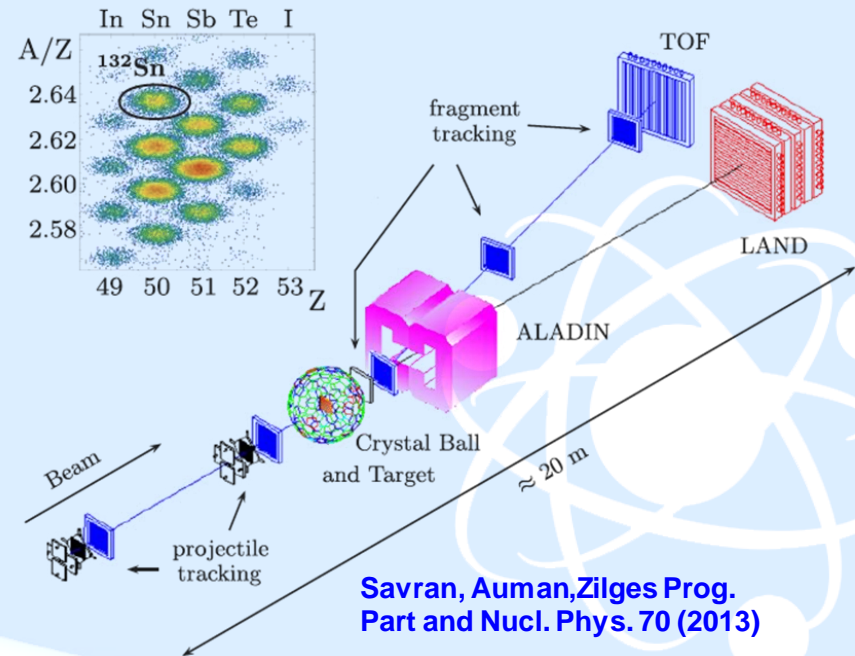 In Sn Sb Te I
A/Z
¹³²Sn
2.64
2.62
2.60
2.58
49 50 51 52 53 Z
TOF
fragment
tracking
LAND
ALADIN
Crystal Ball
and Target
Beam
≈ 20 m
projectile
tracking
Savran, Auman,Zilges Prog.
Part and Nucl. Phys. 70 (2013)